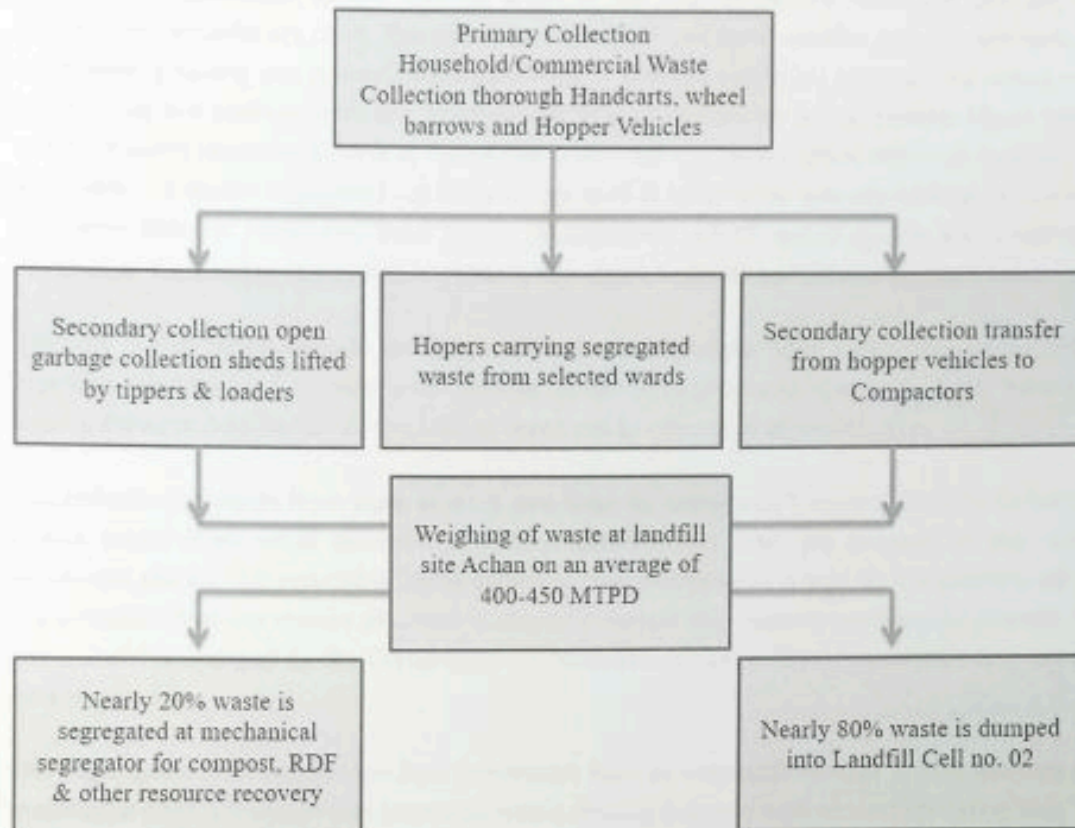 Primary Collection
Household/Commercial Waste
Collection thorough Handcarts, wheel
barrows and Hopper Vehicles
Secondary collection open
garbage collection sheds lifted
by tippers & loaders
Hopers carrying segregated
waste from selected wards
Secondary collection transfer
from hopper vehicles to
Compactors
Weighing of waste at landfill
site Achan on an average of
400-450 MTPD
Nearly 20% waste is
segregated at mechanical
segregator for compost, RDF
& other resource recovery
Nearly 80% waste is dumped
into Landfill Cell no. 02